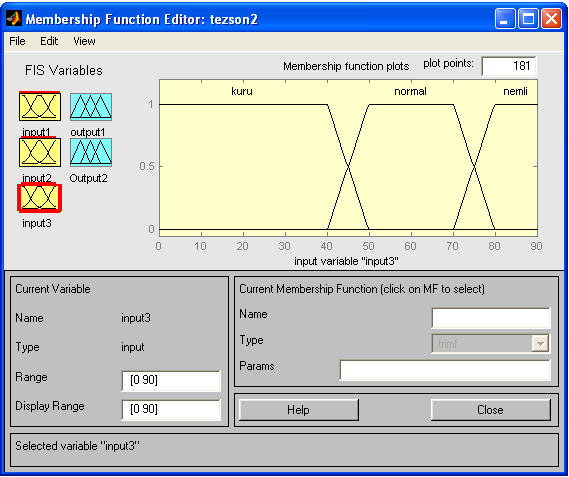 Membership Function Editor: tezson2
File Edit View
FIS Variables
Membership function plots plot points: 181
input1 output1
input2 Output2
input3
kuru normal nemli
1
0.5
0
0 10 20 30 40 50 60 70 80 90
input variable "input3"
Current Variable
Name input3
Type input
Range [0 90]
Display Range [0 90]
Current Membership Function (click on MF to select)
Name
Type trimf
Params
Help Close
Selected variable "input3"